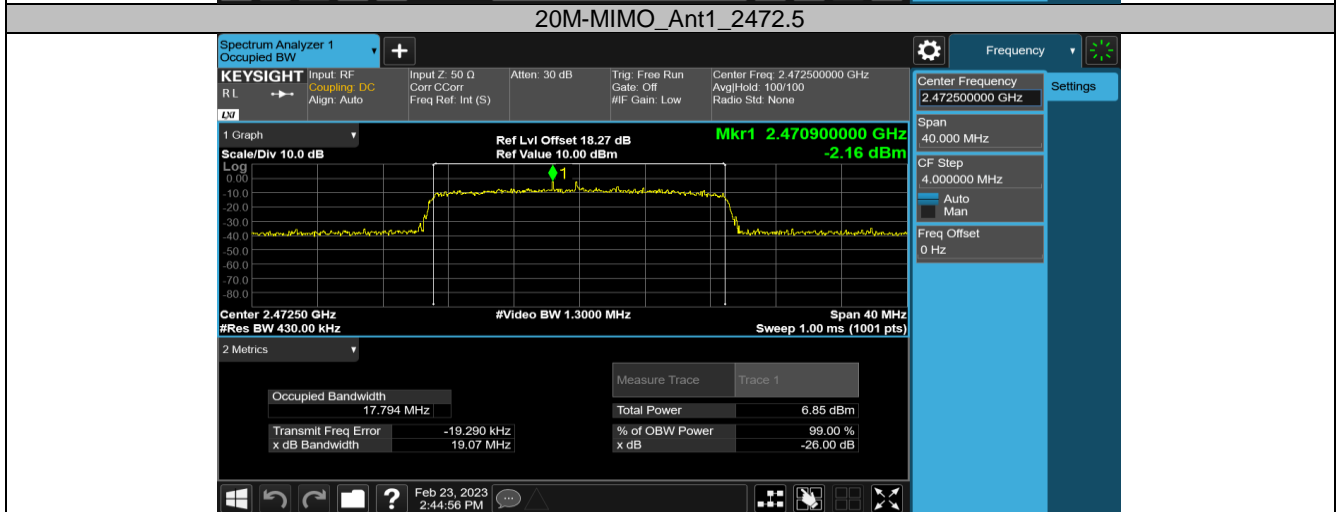 20M-MIMO_Ant1_2472.5
Spectrum Analyzer 1
Occupied BW
+
Frequency
KEYSIGHT
R L
LXI
Input: RF
Coupling: DC
Align: Auto
Input Z: 50 Ω
Corr CCorr
Freq Ref: Int (S)
Atten: 30 dB
Trig: Free Run
Gate: Off
#IF Gain: Low
Center Freq: 2.472500000 GHz
Avg|Hold: 100/100
Radio Std: None
Center Frequency
2.472500000 GHz
Settings
Span
40.000 MHz
CF Step
4.000000 MHz
Auto
Man
Freq Offset
0 Hz
1 Graph
Scale/Div 10.0 dB
Ref Lvl Offset 18.27 dB
Ref Value 10.00 dBm
Mkr1 2.470900000 GHz
-2.16 dBm
Log
0.00
-10.0
-20.0
-30.0
-40.0
-50.0
-60.0
-70.0
-80.0
1
Center 2.47250 GHz
#Res BW 430.00 kHz
#Video BW 1.3000 MHz
Span 40 MHz
Sweep 1.00 ms (1001 pts)
2 Metrics
Measure Trace Trace 1
Occupied Bandwidth
17.794 MHz
Total Power 6.85 dBm
Transmit Freq Error -19.290 kHz
% of OBW Power 99.00 %
x dB Bandwidth 19.07 MHz
x dB -26.00 dB
?
Feb 23, 2023
2:44:56 PM